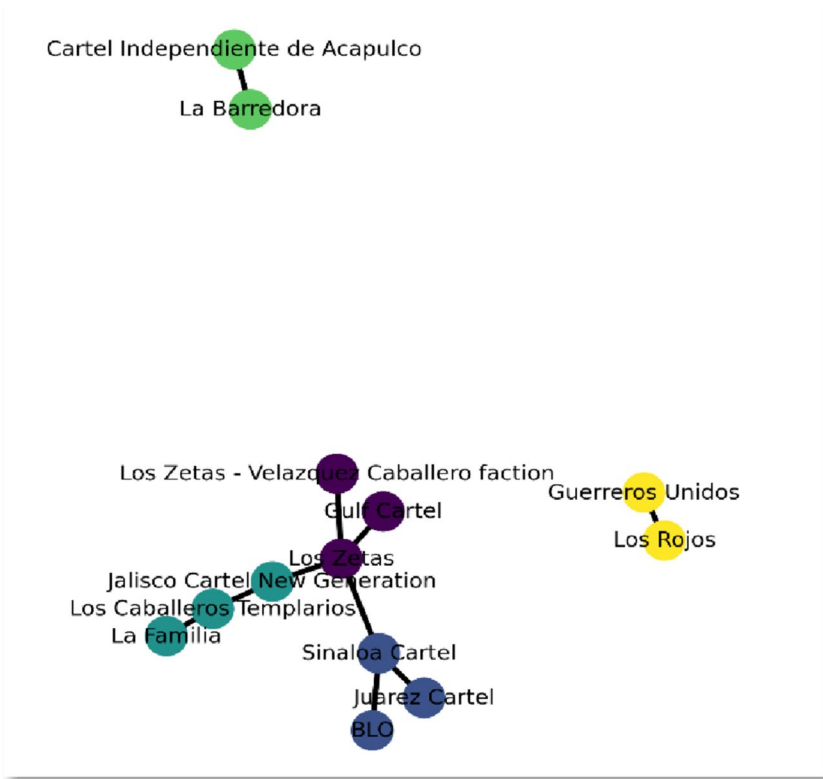 Cartel Independiente de Acapulco
La Barredora
Los Zetas - Velazquez Caballero faction
Guerreros Unidos
Gulf Cartel
Los Rojos
Los Zetas
Jalisco Cartel New Generation
Los Caballeros Templarios
La Familia
Sinaloa Cartel
Juarez Cartel
BLO